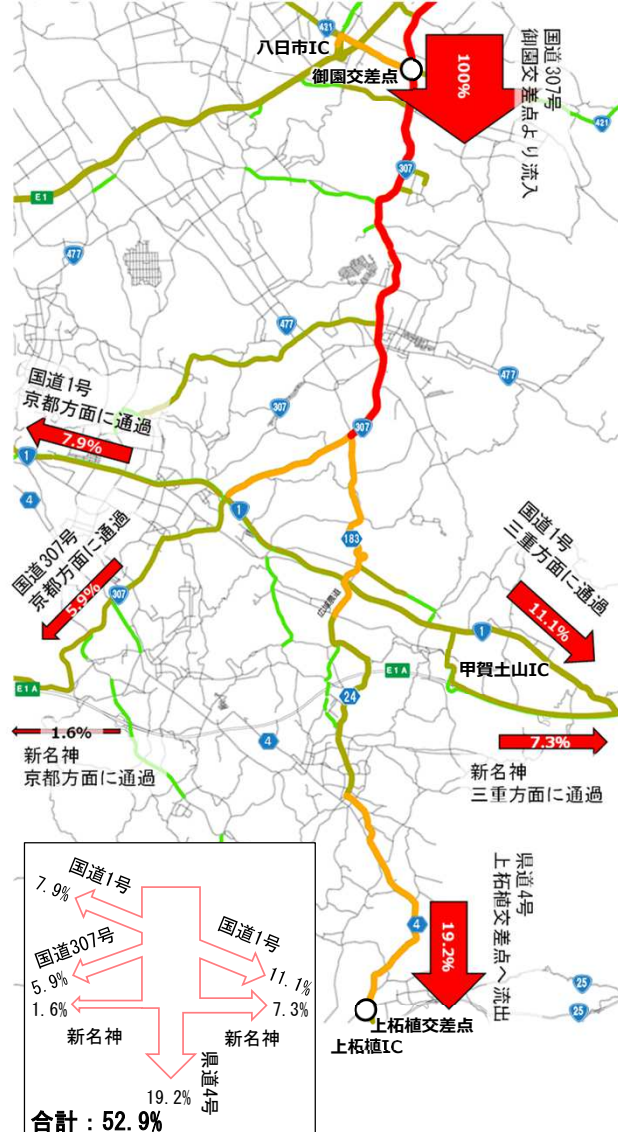 421
八日市IC
御園交差点
100%
国道307号
御園交差点より流入
421
307
E1
477
477
477
307
307
国道1号
京都方面に通過
7.9%
1
4
1
183
国道307号
京都方面に通過
5.9%
307
広域農道
国道1号
三重方面に通過
11.1%
1
甲賀土山IC
E1A
E1A
24
4
1.6%
新名神
京都方面に通過
7.3%
新名神
三重方面に通過
県道4号
上柘植交差点へ流出
19.2%
4
25
25
上柘植交差点
上柘植IC
国道1号
7.9%
国道307号
5.9%
1.6%
新名神
国道1号
11.1%
7.3%
新名神
県道4号
19.2%
合計：52.9%